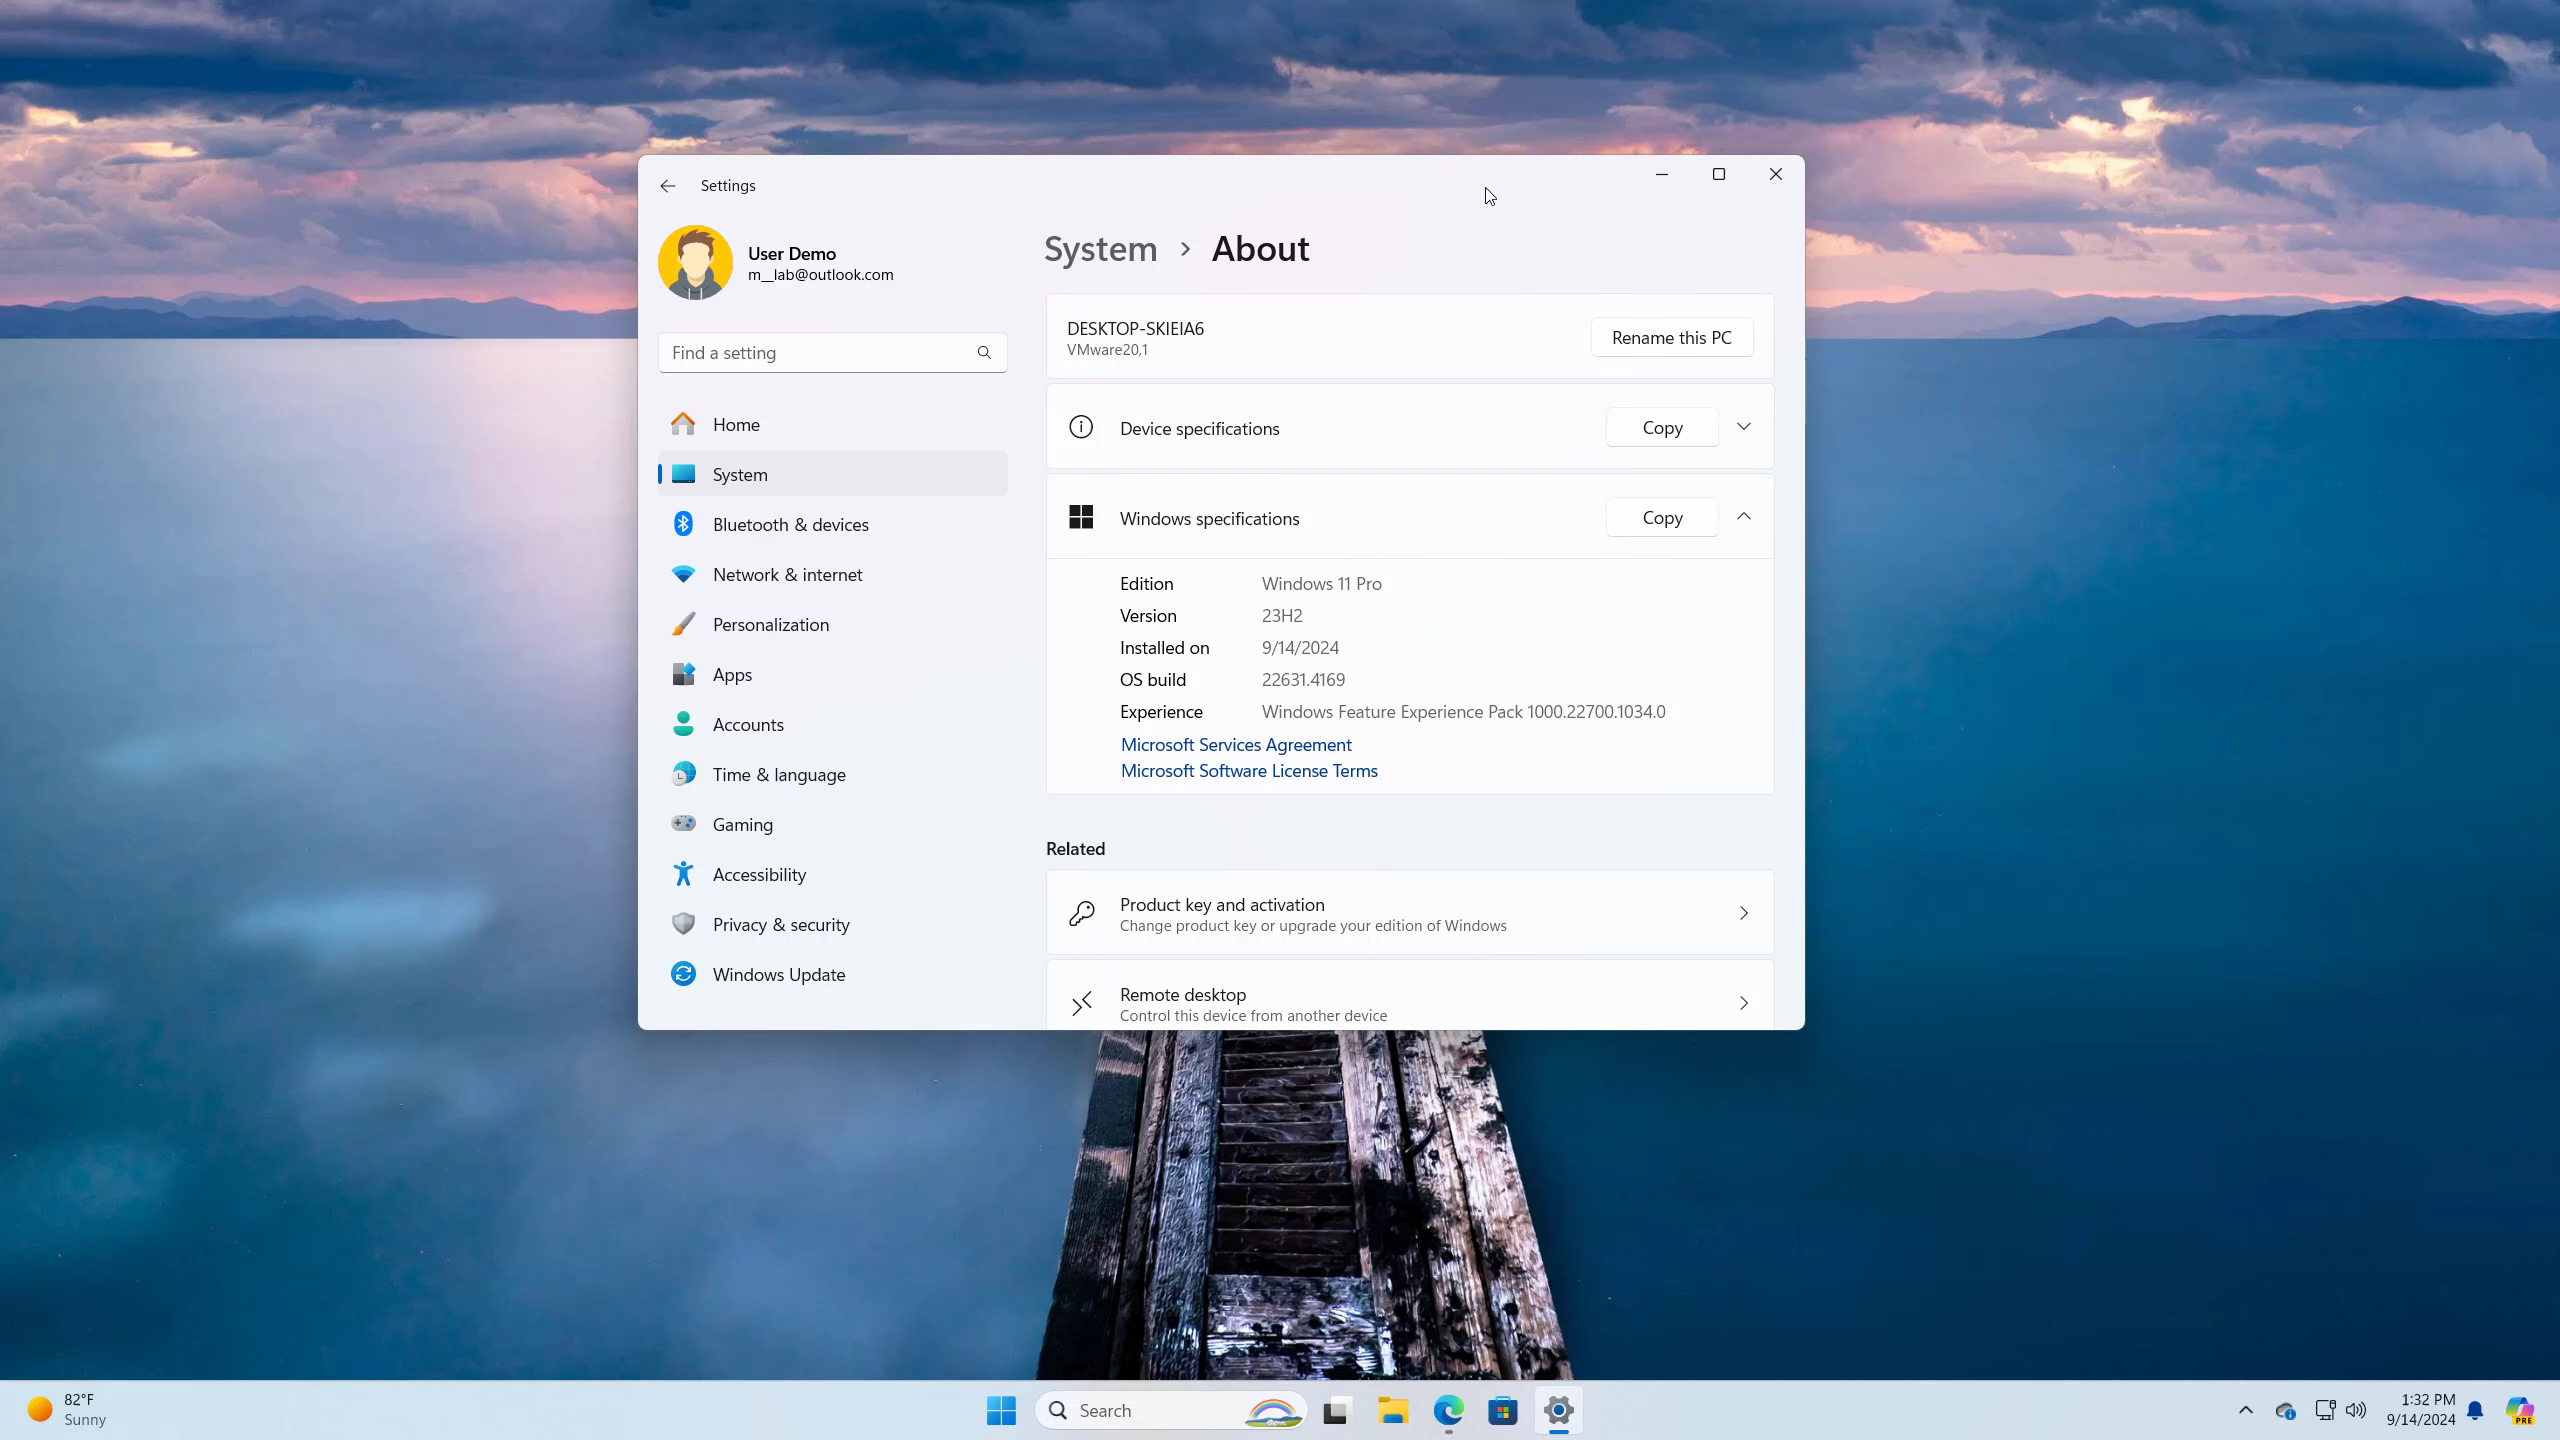 Settings
User Demo
m__lab@outlook.com
Find a setting
Home
System
Bluetooth & devices
Network & internet
Personalization
Apps
Accounts
Time & language
Gaming
Accessibility
Privacy & security
Windows Update
System > About
DESKTOP-SKIEIA6
VMware20,1
Rename this PC
Device specifications
Copy
Windows specifications
Copy
Edition Windows 11 Pro
Version 23H2
Installed on 9/14/2024
OS build 22631.4169
Experience Windows Feature Experience Pack 1000.22700.1034.0
Microsoft Services Agreement
Microsoft Software License Terms
Related
Product key and activation
Change product key or upgrade your edition of Windows
Remote desktop
Control this device from another device
82°F
Sunny
Search
1:32 PM
9/14/2024
PRE